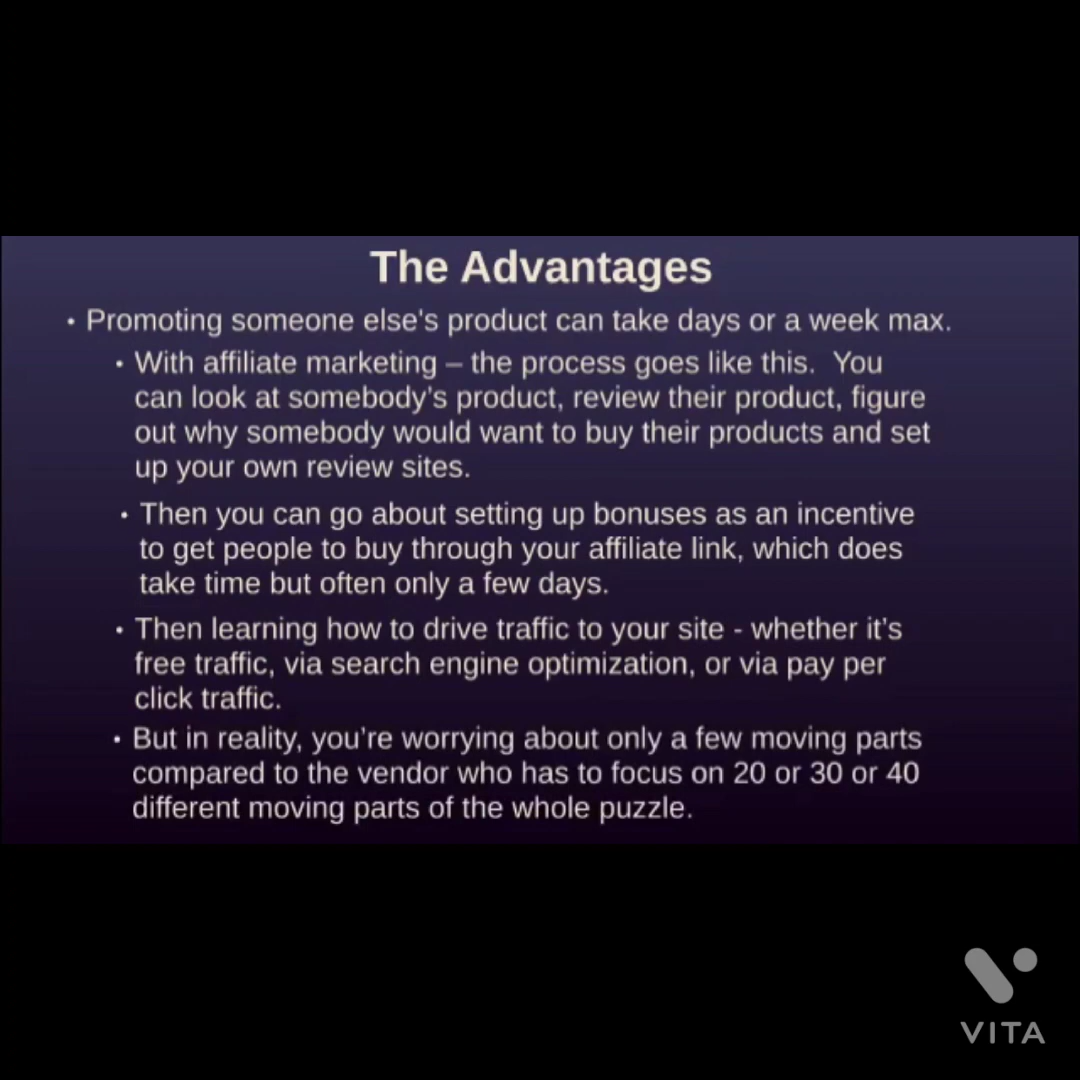 The Advantages
• Promoting someone else's product can take days or a week max.
• With affiliate marketing – the process goes like this.  You
can look at somebody's product, review their product, figure
out why somebody would want to buy their products and set
up your own review sites.
• Then you can go about setting up bonuses as an incentive
to get people to buy through your affiliate link, which does
take time but often only a few days.
• Then learning how to drive traffic to your site - whether it's
free traffic, via search engine optimization, or via pay per
click traffic.
• But in reality, you're worrying about only a few moving parts
compared to the vendor who has to focus on 20 or 30 or 40
different moving parts of the whole puzzle.
VITA